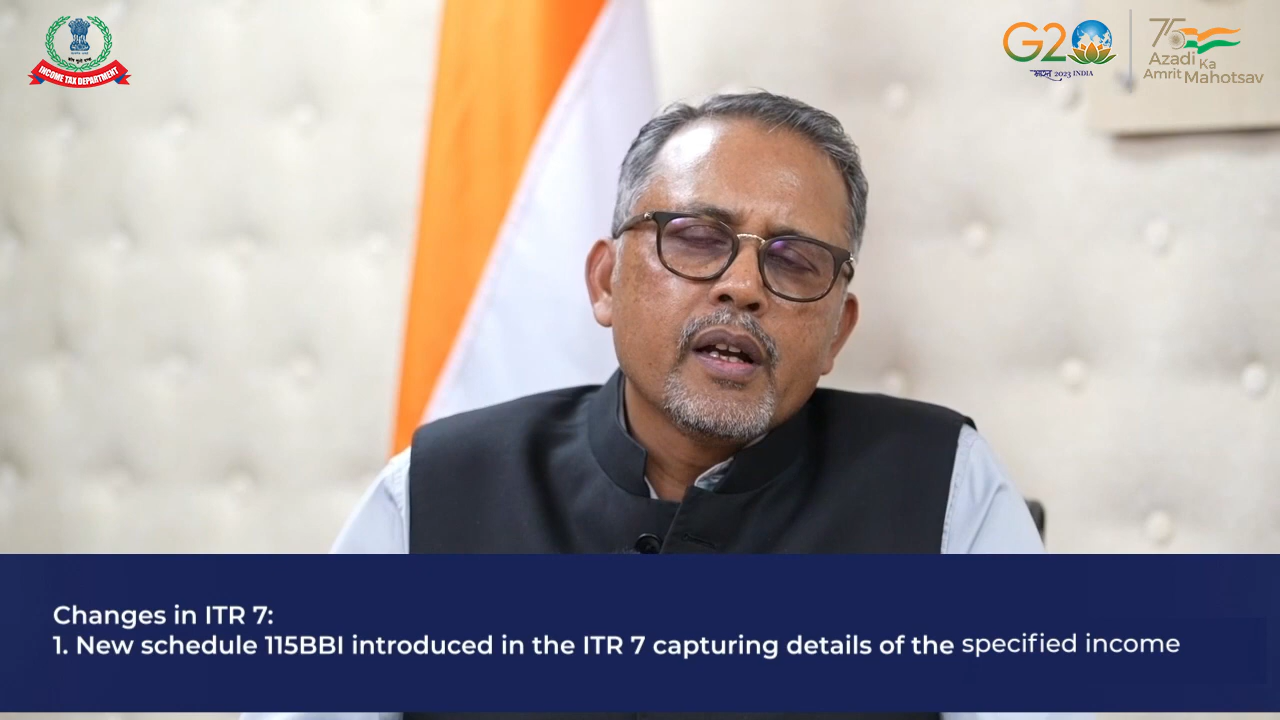 INCOME TAX DEPARTMENT
G20
भारत 2023 INDIA
75
Azadi Ka
Amrit Mahotsav
Changes in ITR 7:
1. New schedule 115BBI introduced in the ITR 7 capturing details of the specified income